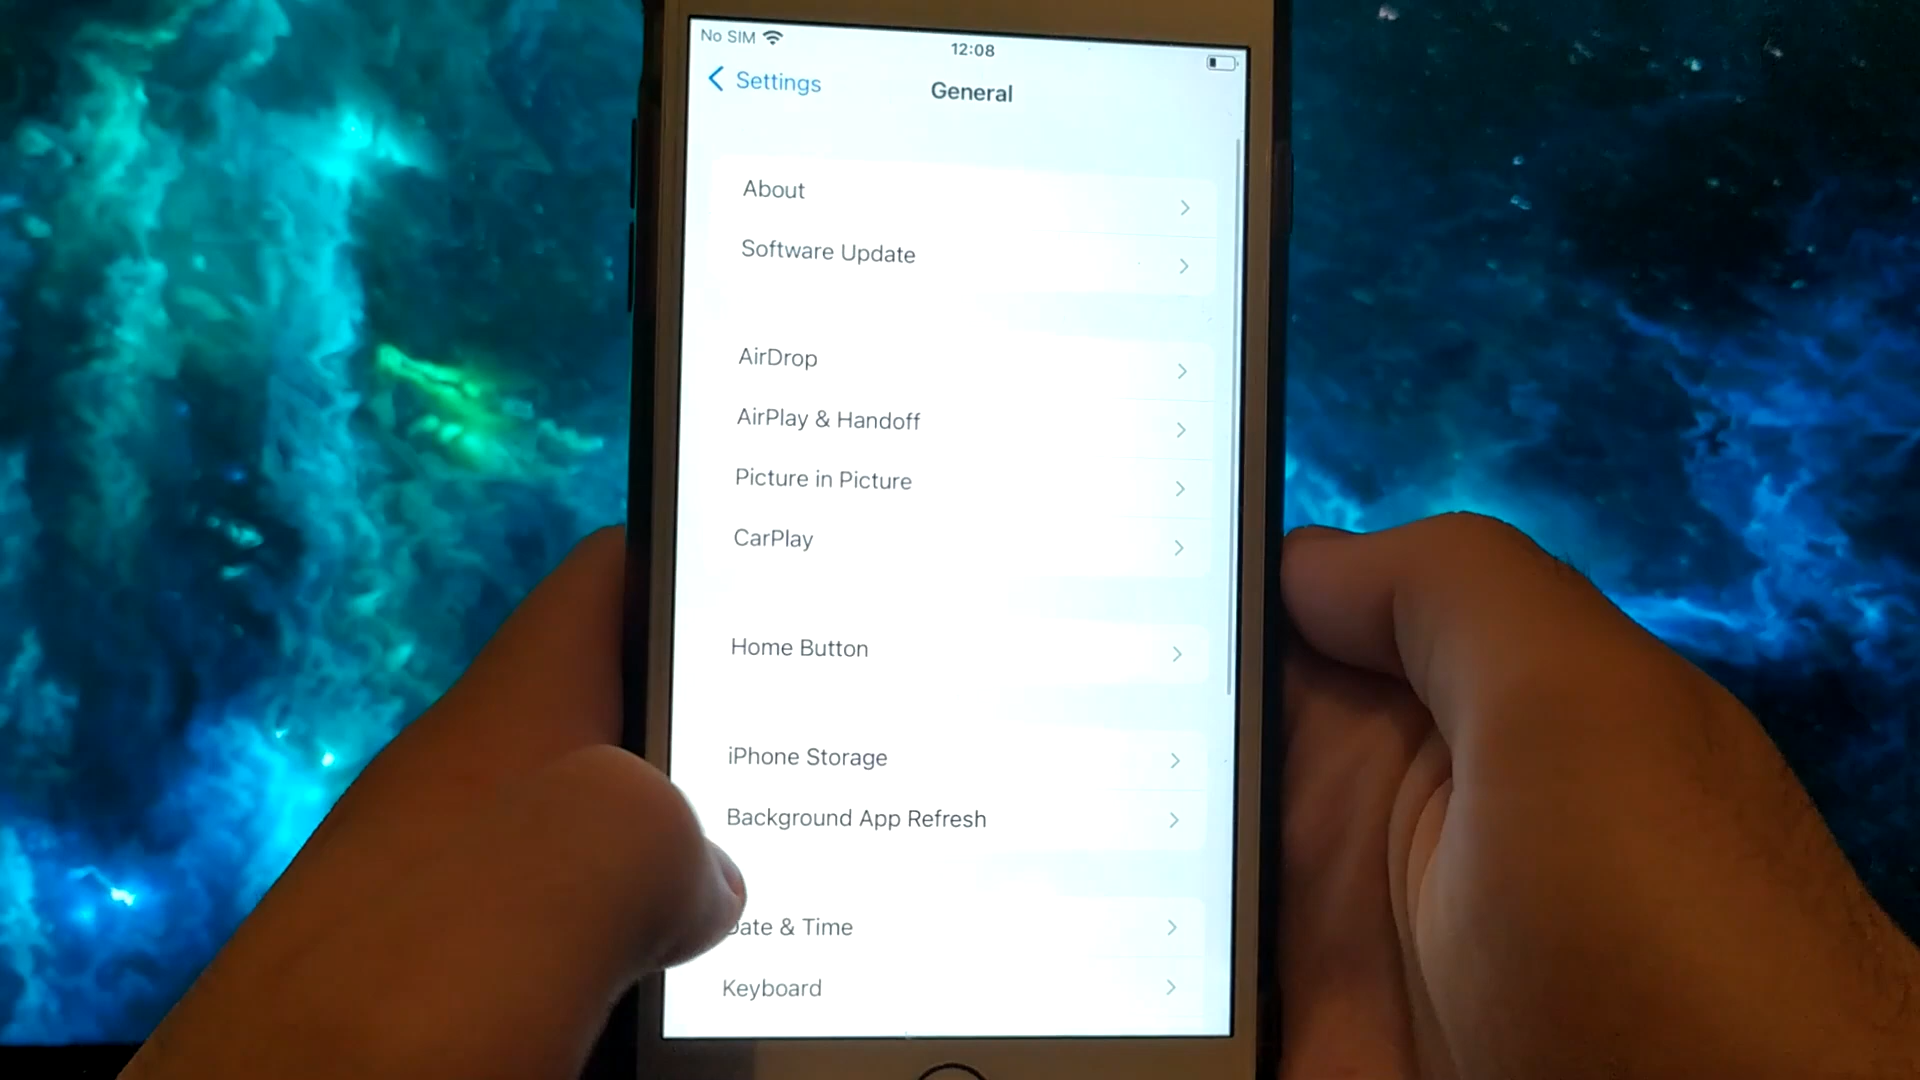 No SIM
12:08
Settings
General
About
Software Update
AirDrop
AirPlay & Handoff
Picture in Picture
CarPlay
Home Button
iPhone Storage
Background App Refresh
Date & Time
Keyboard